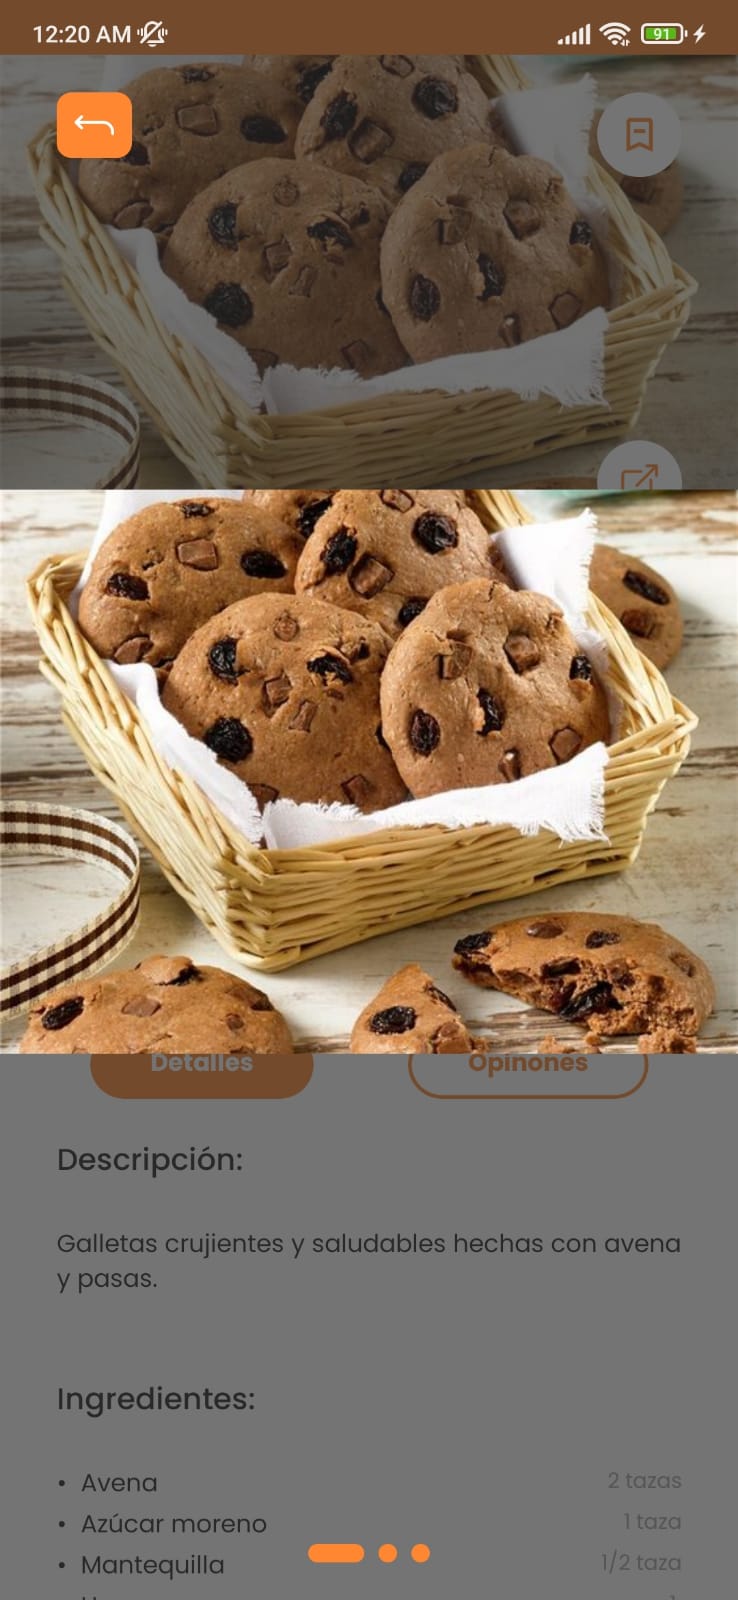 12:20 AM
91
Detalles
Opinones
Descripción:
Galletas crujientes y saludables hechas con avena
y pasas.
Ingredientes:
• Avena 2 tazas
• Azúcar moreno 1 taza
• Mantequilla 1/2 taza